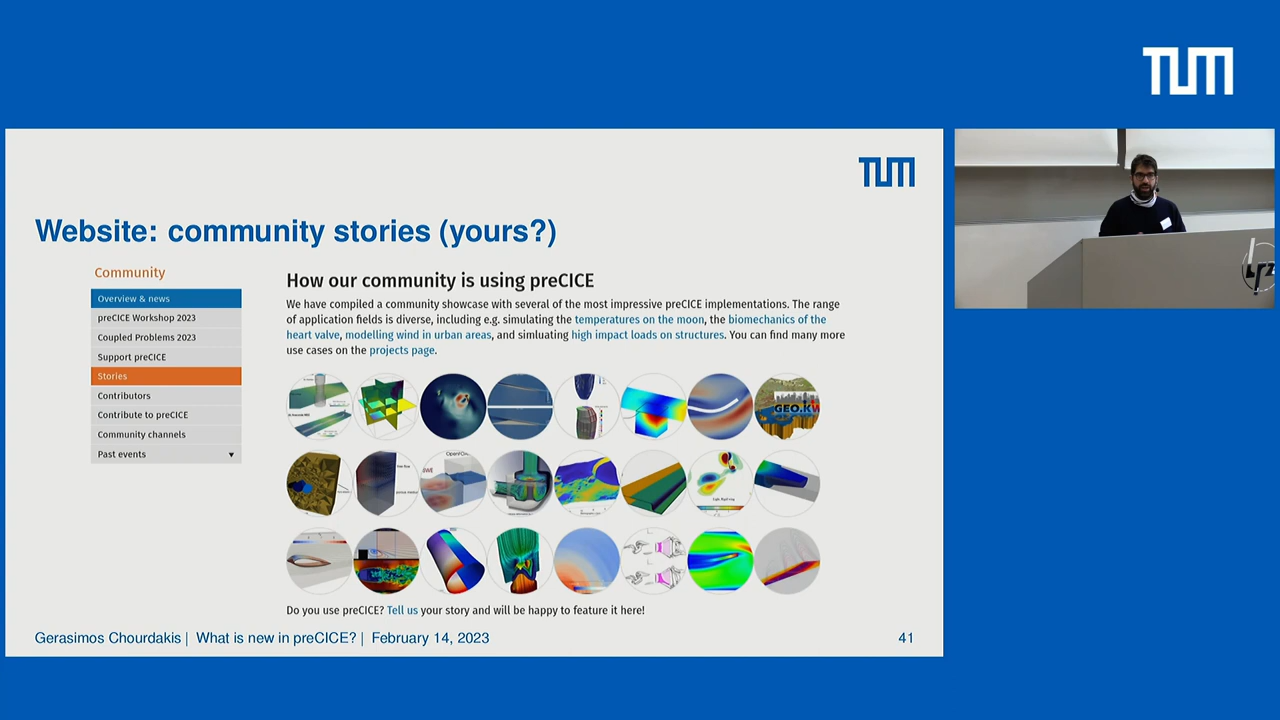 TUM
TUM
Website: community stories (yours?)
Community
Overview & news
preCICE Workshop 2023
Coupled Problems 2023
Support preCICE
Stories
Contributors
Contribute to preCICE
Community channels
Past events
How our community is using preCICE
We have compiled a community showcase with several of the most impressive preCICE implementations. The range
of application fields is diverse, including e.g. simulating the temperatures on the moon, the biomechanics of the
heart valve, modelling wind in urban areas, and simluating high impact loads on structures. You can find many more
use cases on the projects page.
GEO.KW
Do you use preCICE? Tell us your story and will be happy to feature it here!
Gerasimos Chourdakis | What is new in preCICE? | February 14, 2023
41
lrz